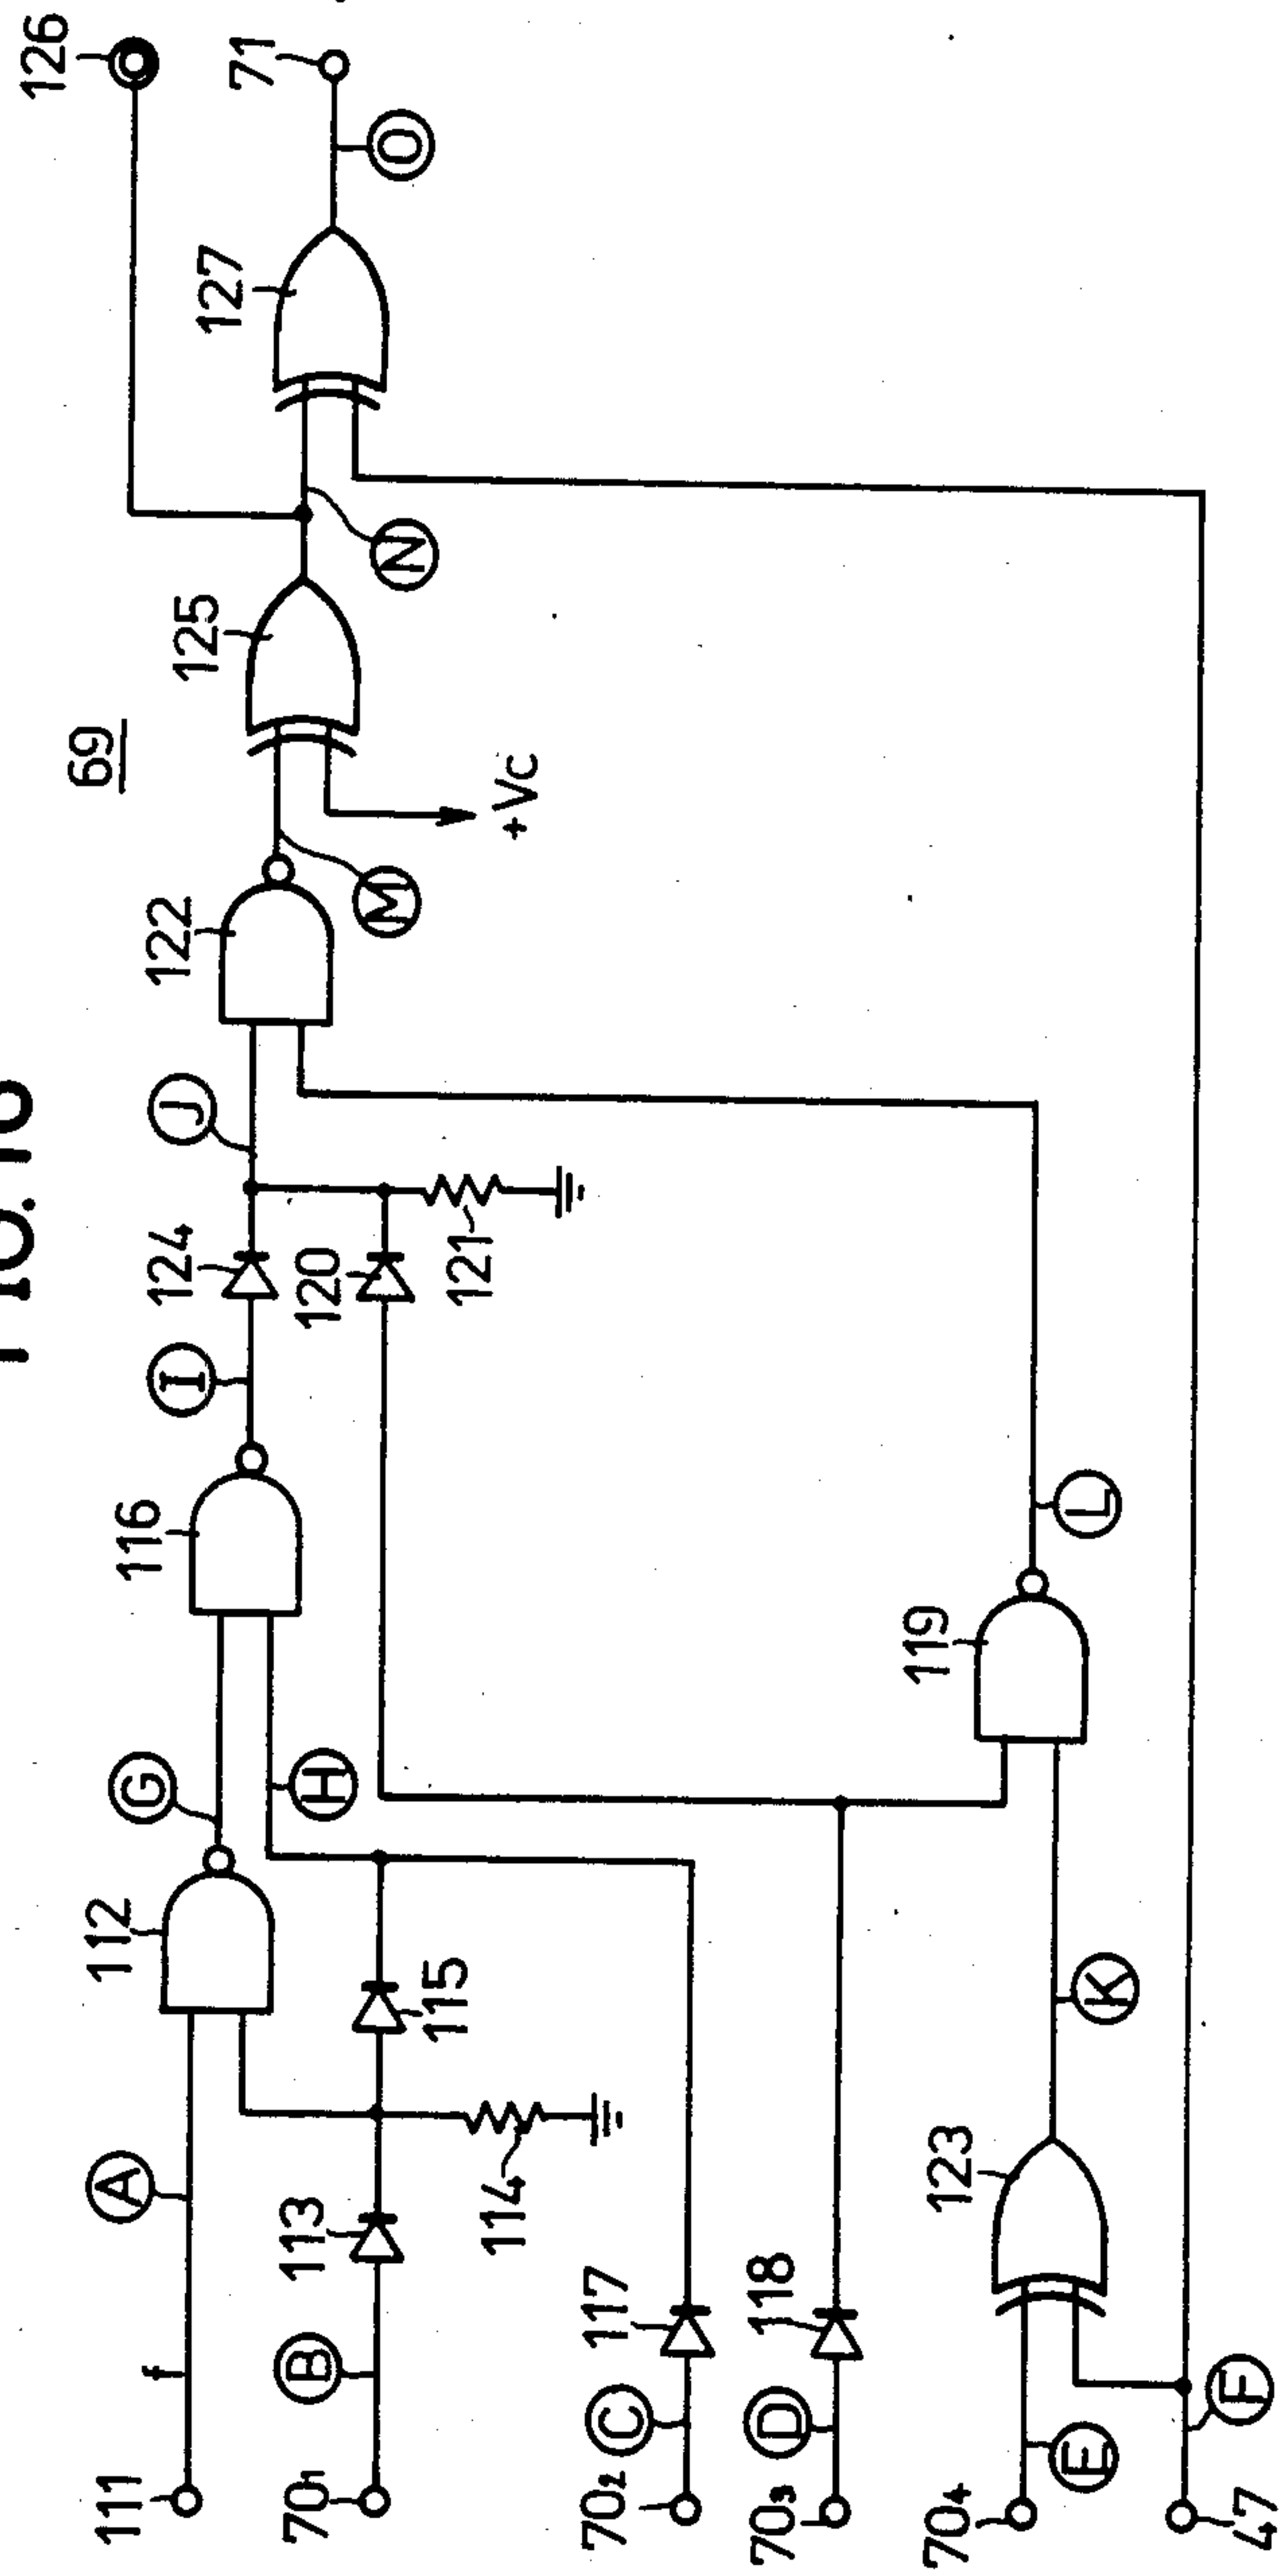 FIG.
69
126
71
O
127
N
125
+Vc
M
122
J
124
120
121
I
116
G
H
112
115
A
f
111
113
114
B
70₁
117
C
70₂
118
D
70₃
119
L
K
123
E
70₄
F
47